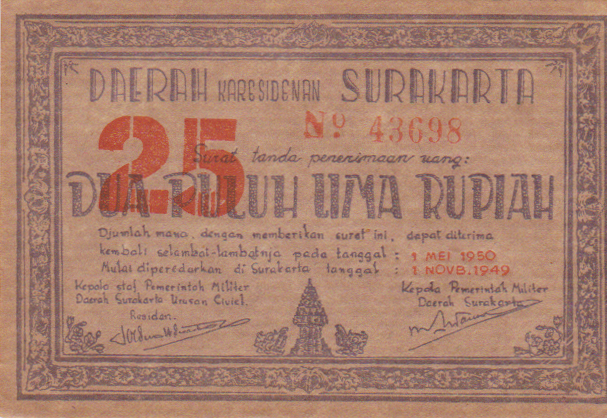 DAERAH KARESIDENAN SURAKARTA
No 43698
25
Surat tanda penerimaan uang:
DUA PULUH LIMA RUPIAH
Djumlah mana, dengan memberikan suret ini, dapat diterima
kembali selambat-lambatnja pada tanggal : 1 MEI 1950
Mulai diperedarkan di Surakarta tanggal : 1 NOVB. 1949
Kepala staf Pemerintah Militer
Daerah Surakarta Urusan Civiel.
Residen.
Kepala Pemerintah Militer
Daerah Surakarta